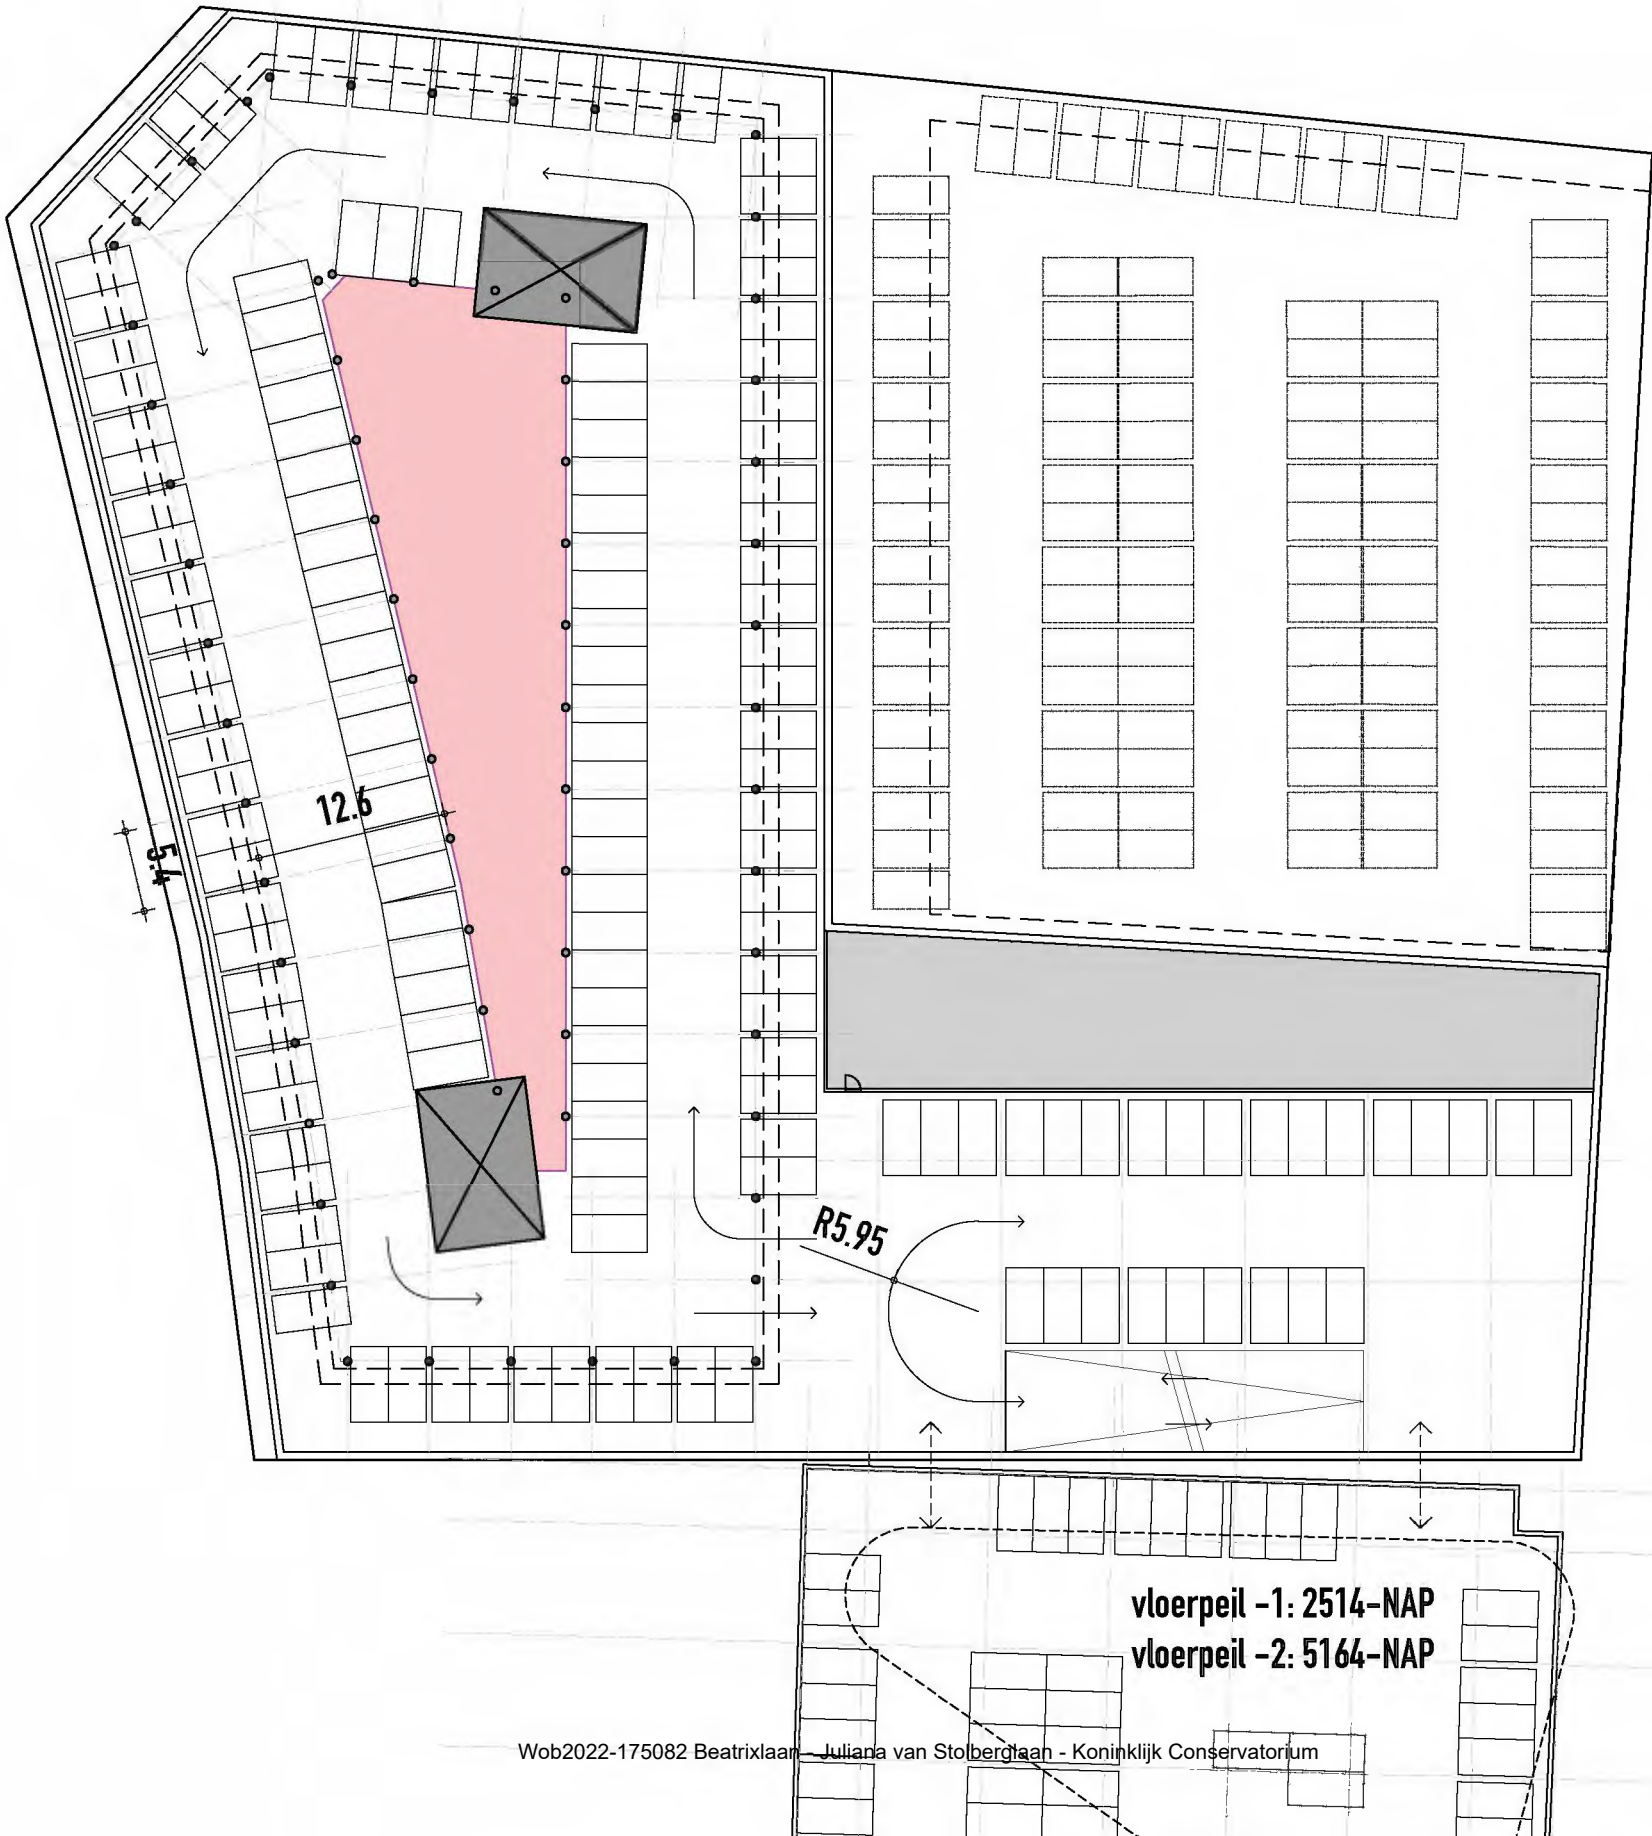 12.6
5.4
R5.95
vloerpeil -1: 2514-NAP
vloerpeil -2: 5164-NAP
Wob2022-175082 Beatrixlaan - Juliana van Stolberglaan - Koninklijk Conservatorium